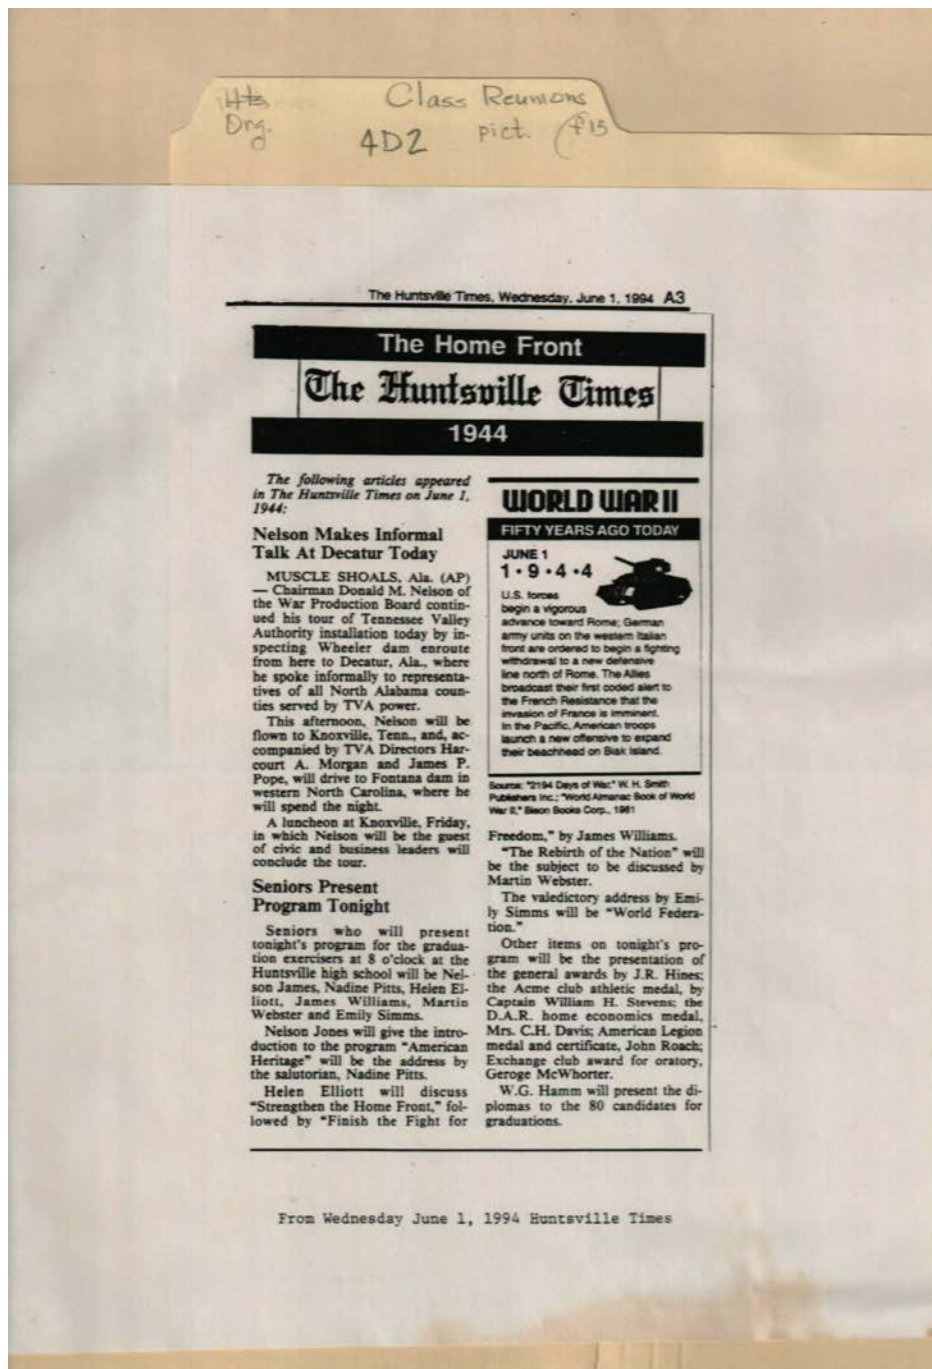 Hts
Org.
Class Reunions
4D2
pict.
The Huntsville Times, Wednesday, June 1, 1994 A3
The Home Front
The Huntsville Times
1944
The following articles appeared
in The Huntsville Times on June 1,
1944:
Nelson Makes Informal
Talk At Decatur Today
MUSCLE SHOALS, Ala. (AP)
— Chairman Donald M. Nelson of
the War Production Board contin-
ued his tour of Tennessee Valley
Authority installation today by in-
specting Wheeler dam enroute
from here to Decatur, Ala., where
he spoke informally to representa-
tives of all North Alabama coun-
ties served by TVA power.
This afternoon, Nelson will be
flown to Knoxville, Tenn., and, ac-
companied by TVA Directors Har-
court A. Morgan and James P.
Pope, will drive to Fontana dam in
western North Carolina, where he
will spend the night.
A luncheon at Knoxville, Friday,
in which Nelson will be the guest
of civic and business leaders will
conclude the tour.
Seniors Present
Program Tonight
Seniors who will present
tonight's program for the gradua-
tion exercisers at 8 o'clock at the
Huntsville high school will be Nel-
son James, Nadine Pitts, Helen El-
liott, James Williams, Martin
Webster and Emily Simms.
Nelson Jones will give the intro-
duction to the program "American
Heritage" will be the address by
the salutorian, Nadine Pitts.
Helen Elliott will discuss
"Strengthen the Home Front," fol-
lowed by "Finish the Fight for
WORLD WAR II
FIFTY YEARS AGO TODAY
JUNE 1
1•9•4•4
U.S. forces
begin a vigorous
advance toward Rome; German
army units on the western Italian
front are ordered to begin a fighting
withdrawal to a new defensive
line north of Rome. The Allies
broadcast their first coded alert to
the French Resistance that the
invasion of France is imminent.
In the Pacific, American troops
launch a new offensive to expand
their beachhead on Biak Island.
Source: "2194 Days of War," W. H. Smith
Publishers Inc.; "World Almanac Book of World
War II," Bison Books Corp., 1981
Freedom," by James Williams.
"The Rebirth of the Nation" will
be the subject to be discussed by
Martin Webster.
The valedictory address by Emi-
ly Simms will be "World Federa-
tion."
Other items on tonight's pro-
gram will be the presentation of
the general awards by J.R. Hines;
the Acme club athletic medal, by
Captain William H. Stevens; the
D.A.R. home economics medal,
Mrs. C.H. Davis; American Legion
medal and certificate, John Roach;
Exchange club award for oratory,
Geroge McWhorter.
W.G. Hamm will present the di-
plomas to the 80 candidates for
graduations.
From Wednesday June 1, 1994 Huntsville Times